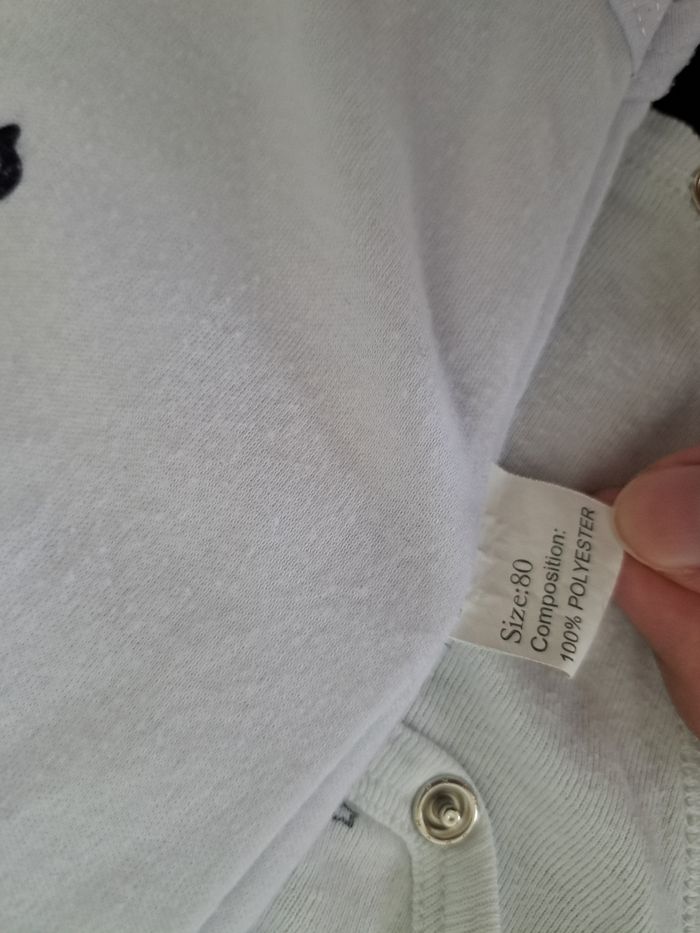 Size:80
Composition:
100% POLYESTER